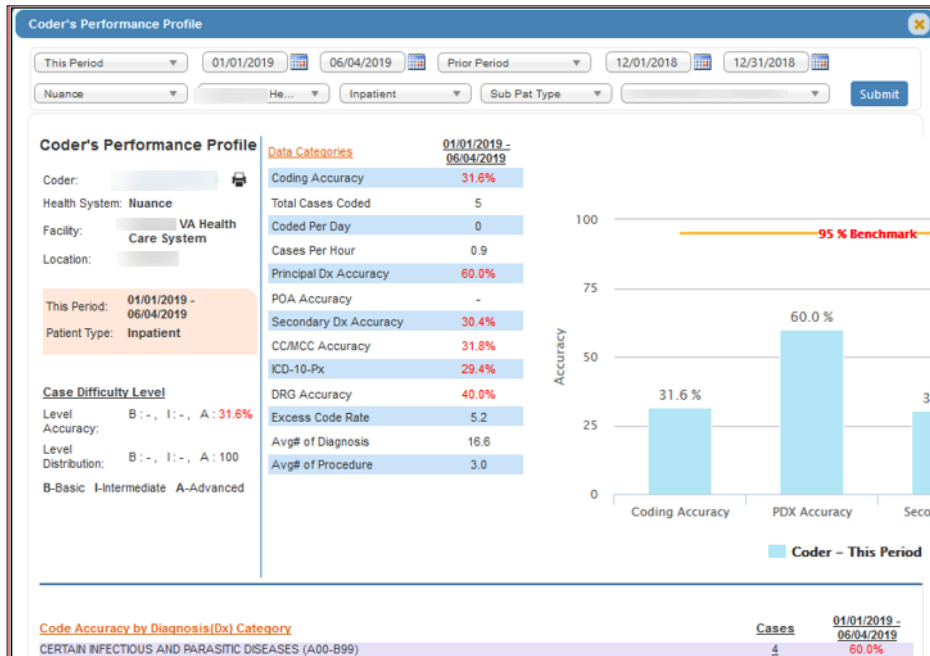 Coder's Performance Profile
This Period 01/01/2019 06/04/2019 Prior Period 12/01/2018 12/31/2018
Nuance He... Inpatient Sub Pat Type Submit
Coder's Performance Profile
Coder:
Health System: Nuance
Facility: VA Health
Care System
Location:
This Period: 01/01/2019 -
06/04/2019
Patient Type: Inpatient
Case Difficulty Level
Level B : -, I : -, A : 31.6%
Accuracy:
Level
Distribution: B : -, I : -, A : 100
B-Basic I-Intermediate A-Advanced
Data Categories 01/01/2019 -
06/04/2019
Coding Accuracy 31.6%
Total Cases Coded 5
Coded Per Day 0
Cases Per Hour 0.9
Principal Dx Accuracy 60.0%
POA Accuracy -
Secondary Dx Accuracy 30.4%
CC/MCC Accuracy 31.8%
ICD-10-Px 29.4%
DRG Accuracy 40.0%
Excess Code Rate 5.2
Avg# of Diagnosis 16.6
Avg# of Procedure 3.0
100
95 % Benchmark
75
60.0 %
Accuracy
50
31.6 %
3
25
0
Coding Accuracy PDX Accuracy Seco
Coder – This Period
Code Accuracy by Diagnosis(Dx) Category Cases 01/01/2019 -
06/04/2019
CERTAIN INFECTIOUS AND PARASITIC DISEASES (A00-B99) 4 60.0%